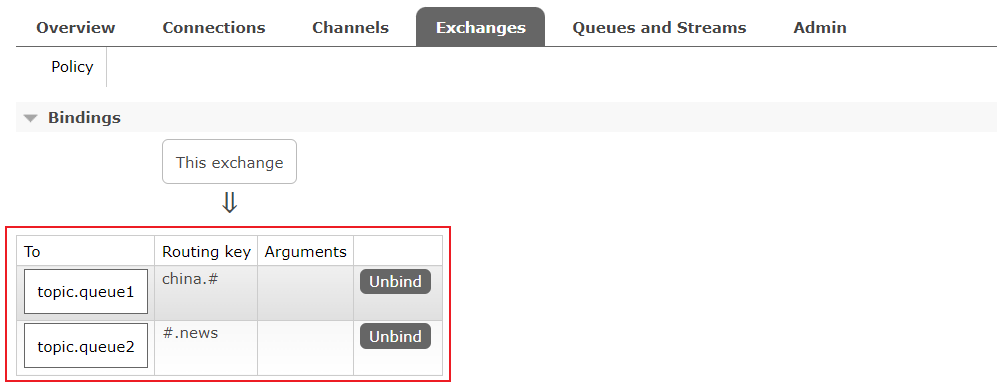 Overview Connections Channels Exchanges Queues and Streams Admin
Policy
Bindings
This exchange
⇓
To Routing key Arguments
topic.queue1 china.# Unbind
topic.queue2 #.news Unbind